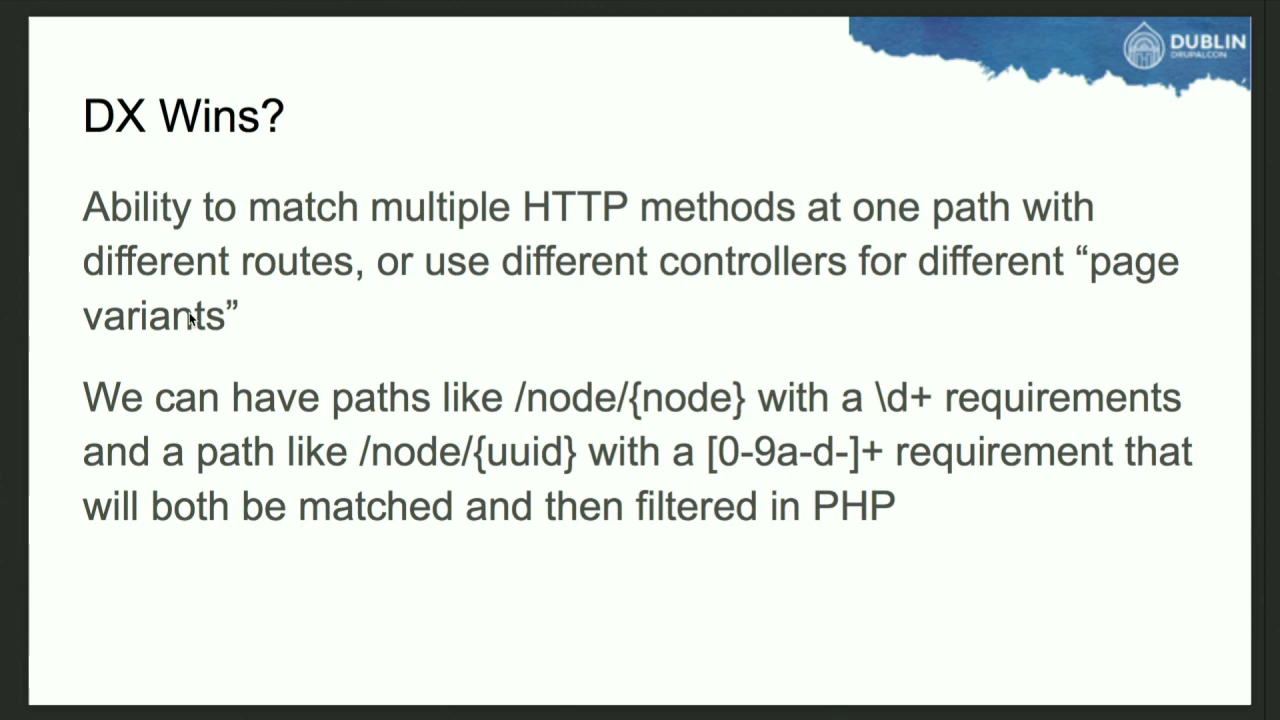 DUBLIN
DRUPALCON
DX Wins?
Ability to match multiple HTTP methods at one path with
different routes, or use different controllers for different “page
variants”
We can have paths like /node/{node} with a \d+ requirements
and a path like /node/{uuid} with a [0-9a-d-]+ requirement that
will both be matched and then filtered in PHP